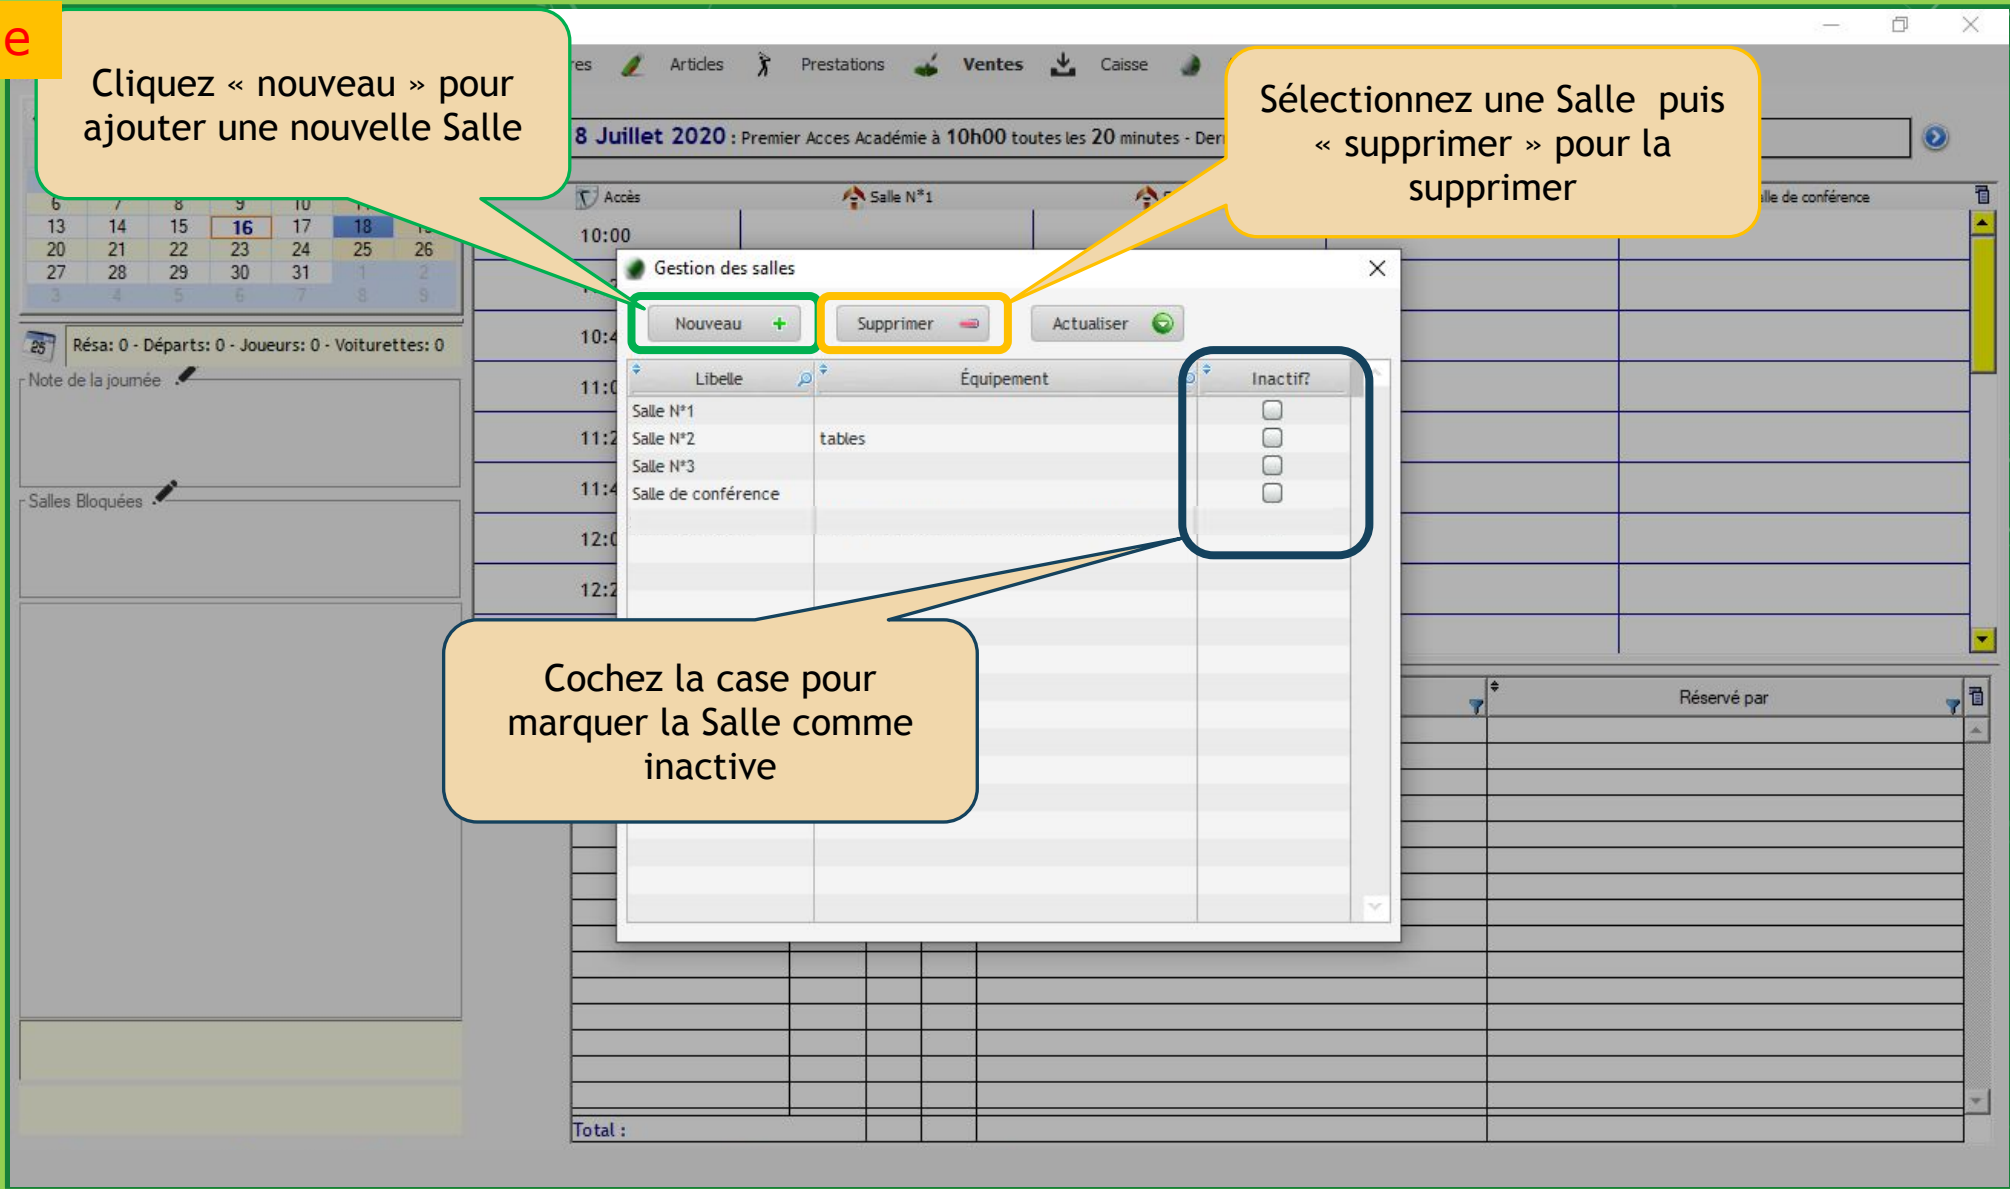 e
Cliquez « nouveau » pour
ajouter une nouvelle Salle
Sélectionnez une Salle puis
« supprimer » pour la
supprimer
Articles Prestations Ventes Caisse
8 Juillet 2020 : Premier Acces Académie à 10h00 toutes les 20 minutes - Der
Accès Salle N°1 de conférence
6 7 8 9 10
13 14 15 16 17 18
20 21 22 23 24 25 26
27 28 29 30 31 1 2
3 4 5 6 7 8 9
10:00
Résa: 0 - Départs: 0 - Joueurs: 0 - Voiturettes: 0
Note de la journée
Salles Bloquées
Gestion des salles
Nouveau Supprimer Actualiser
Libelle Équipement Inactif?
Salle N°1
Salle N°2 tables
Salle N°3
Salle de conférence
Cochez la case pour
marquer la Salle comme
inactive
Réservé par
Total :